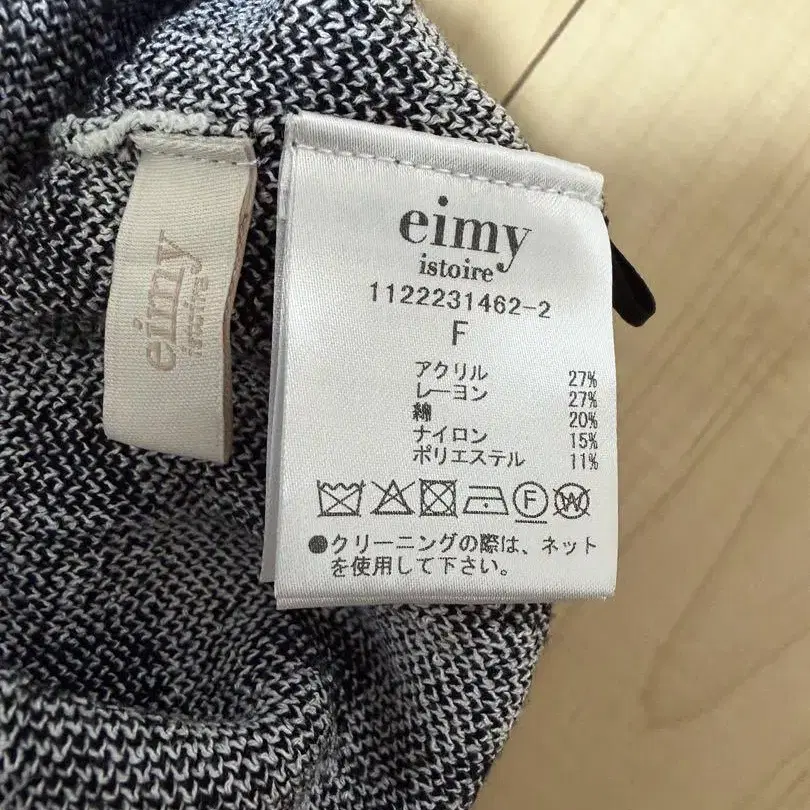 eimy
istoire
eimy
istoire
1122231462-2
F
アクリル 27%
レーヨン 27%
綿 20%
ナイロン 15%
ポリエステル 11%
F W
●クリーニングの際は、ネット
を使用して下さい。